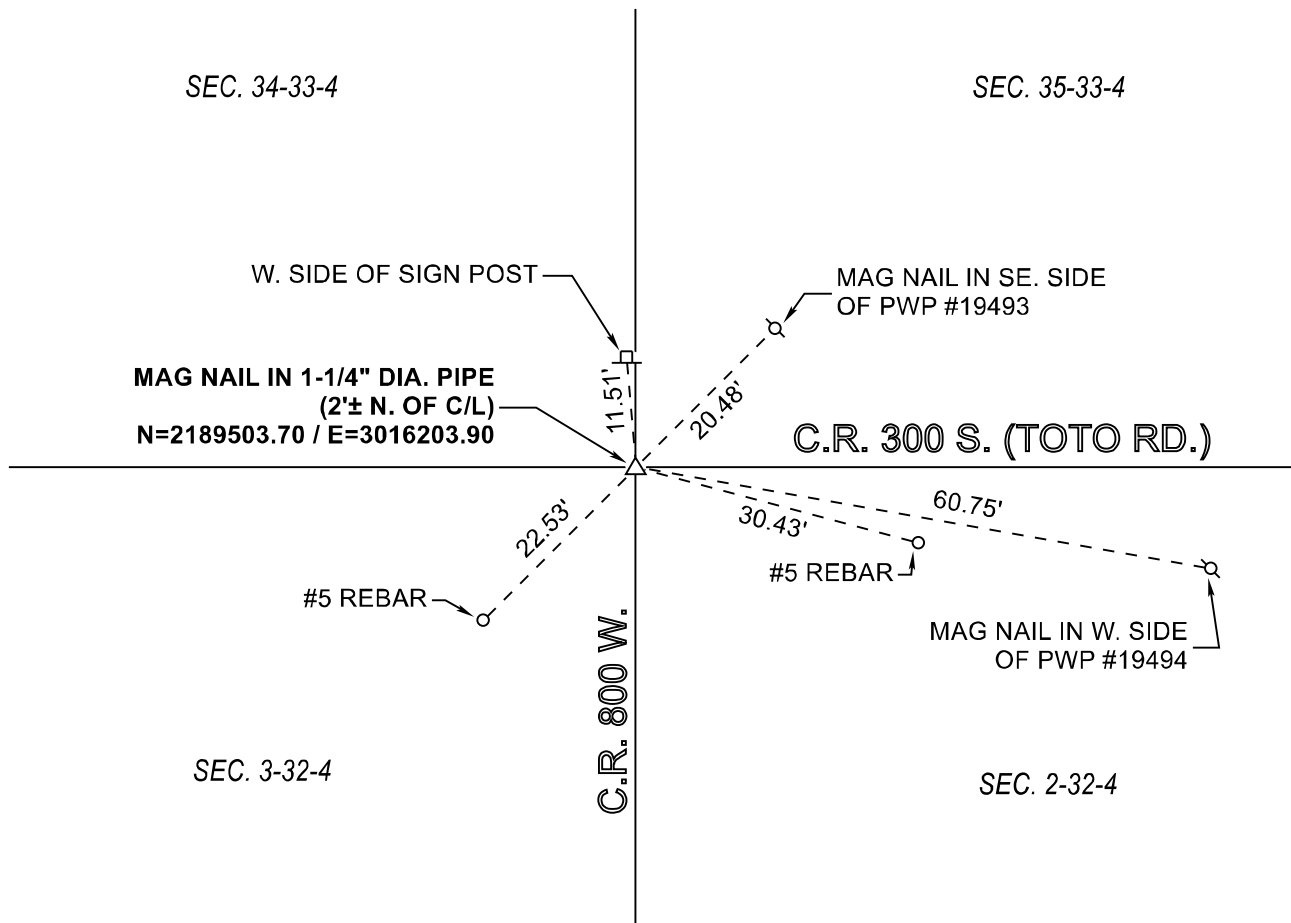 SEC. 34-33-4
SEC. 35-33-4
W. SIDE OF SIGN POST
MAG NAIL IN SE. SIDE
OF PWP #19493
MAG NAIL IN 1-1/4" DIA. PIPE
(2'± N. OF C/L)
N=2189503.70 / E=3016203.90
11.51'
20.48'
C.R. 300 S. (TOTO RD.)
22.53'
30.43'
60.75'
#5 REBAR
#5 REBAR
MAG NAIL IN W. SIDE
OF PWP #19494
C.R. 800 W.
SEC. 3-32-4
SEC. 2-32-4